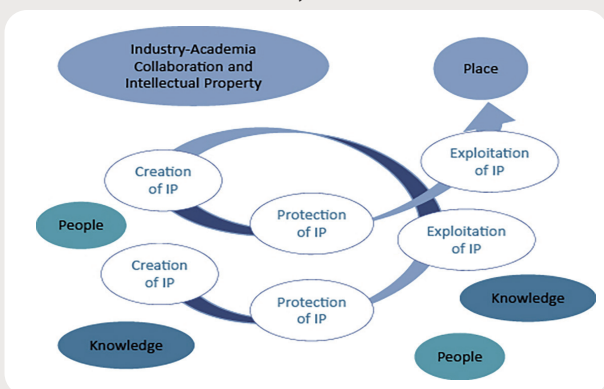 Industry-Academia
Collaboration and
Intellectual Property
Place
Creation
of IP
Exploitation
of IP
Protection
of IP
People
Exploitation
of IP
Creation
of IP
Protection
of IP
Knowledge
Knowledge
People